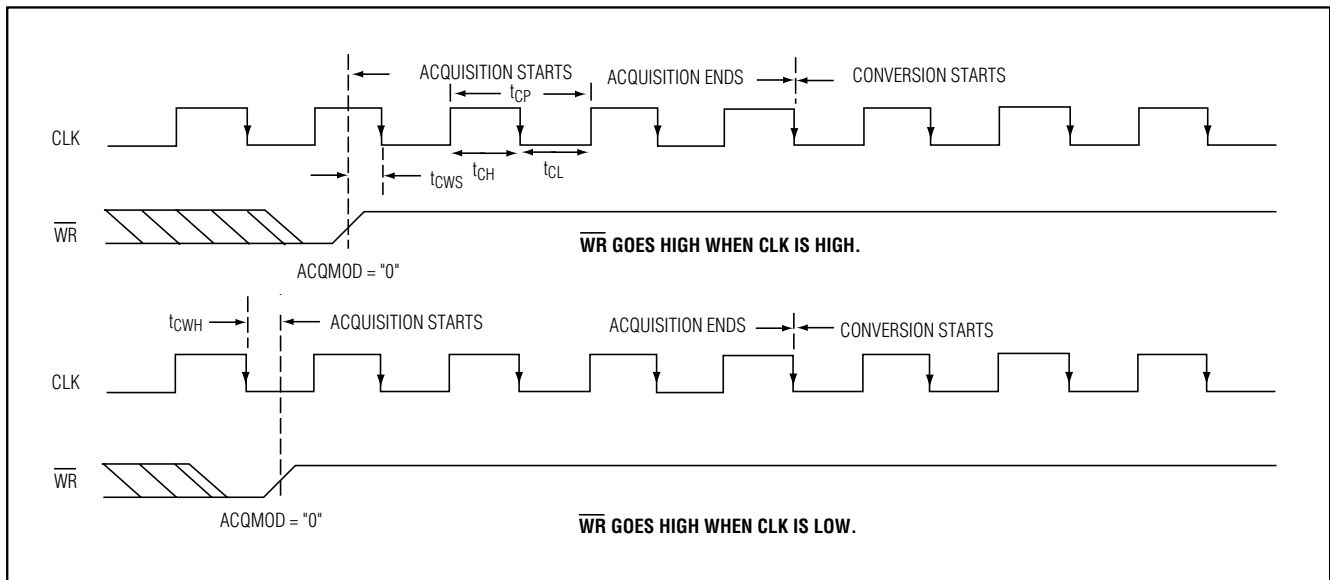 ACQUISITION STARTS
ACQUISITION ENDS
CONVERSION STARTS
tCP
CLK
tCWS
tCH
tCL
WR
WR GOES HIGH WHEN CLK IS HIGH.
ACQMOD = "0"
tCWH
ACQUISITION STARTS
ACQUISITION ENDS
CONVERSION STARTS
CLK
WR
ACQMOD = "0"
WR GOES HIGH WHEN CLK IS LOW.